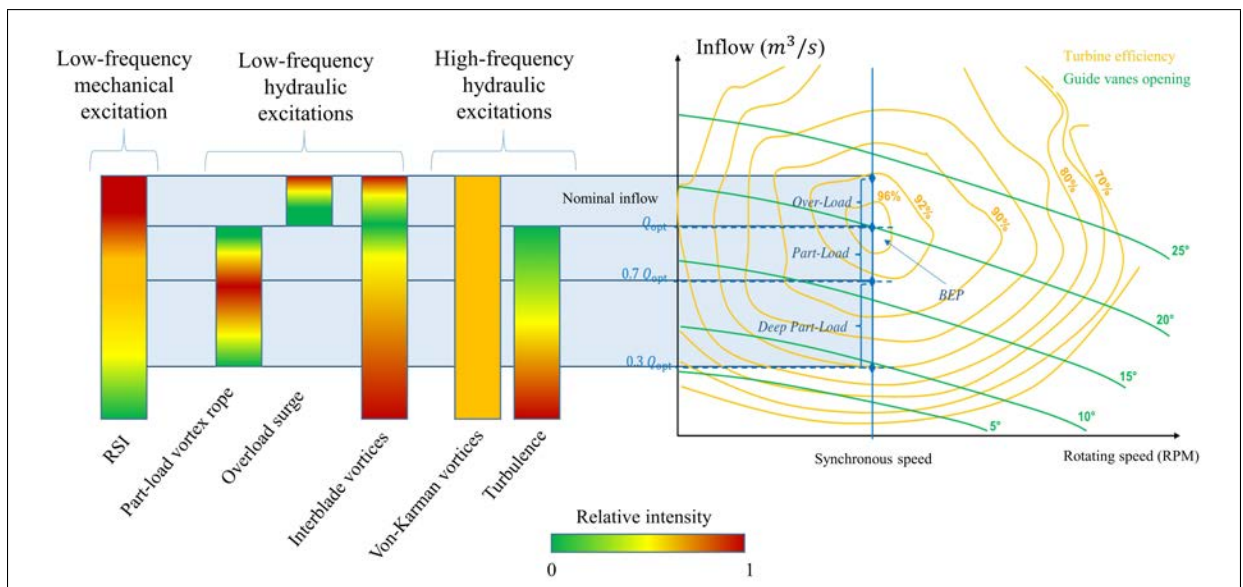 Low-frequency
mechanical
excitation
Low-frequency
hydraulic
excitations
High-frequency
hydraulic
excitations
Inflow (m³/s)
Turbine efficiency
Guide vanes opening
Nominal inflow
Q_opt
0.7 Q_opt
0.3 Q_opt
Over-Load
Part-Load
Deep Part-Load
BEP
96%
92%
90%
80%
70%
25°
20°
15°
10°
5°
Synchronous speed
Rotating speed (RPM)
RSI
Part-load vortex rope
Overload surge
Interblade vortices
Von-Karman vortices
Turbulence
Relative intensity
0
1